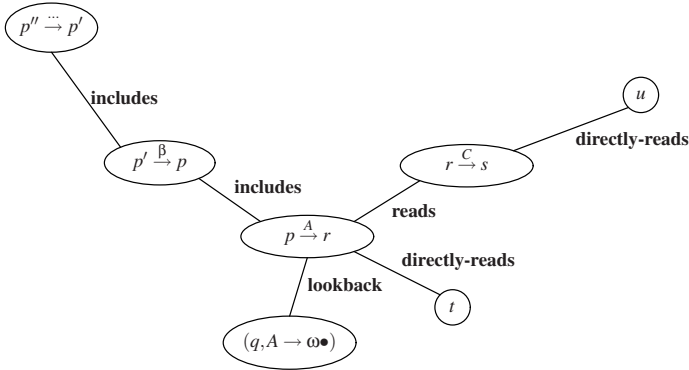 p′′ ...→ p′
includes
u
directly-reads
p′ β→ p
r C→ s
includes
reads
p A→ r
directly-reads
lookback
t
(q, A → ω•)